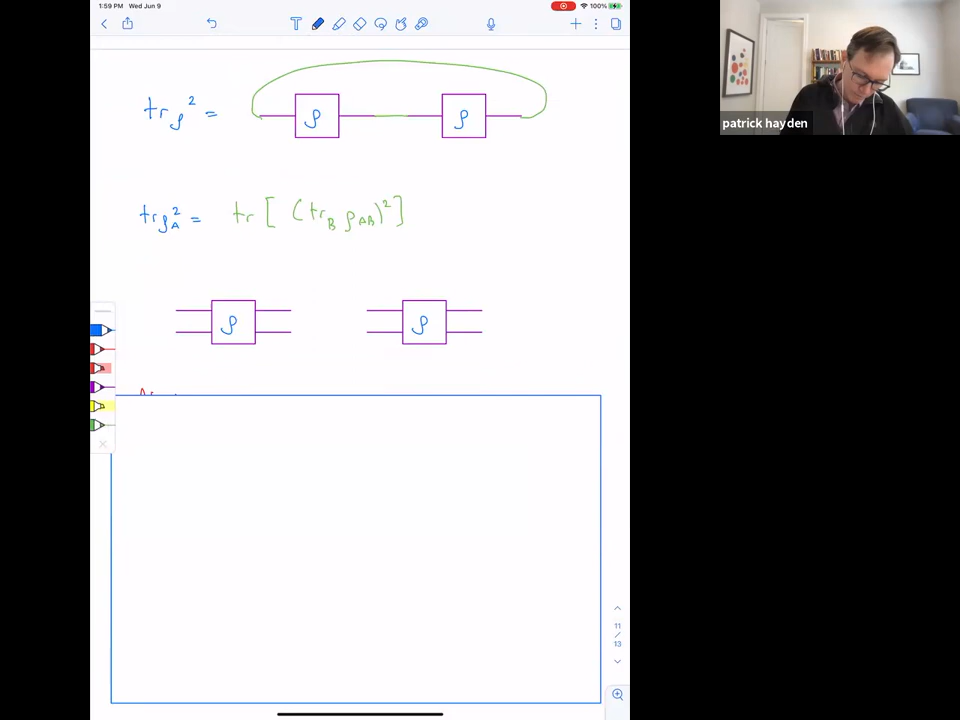 1:59 PM Wed Jun 9
100%
tr ρ² = ρ ρ
patrick hayden
tr ρ_A² = tr [ (tr_B ρ_AB)² ]
ρ ρ
11
/
13